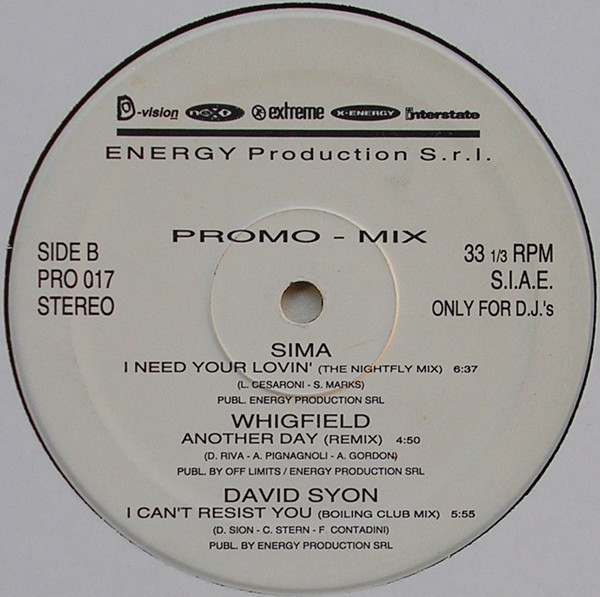 D-vision next extreme X-ENERGY interstate
ENERGY Production S.r.l.
PROMO - MIX
SIDE B
PRO 017
STEREO
33 1/3 RPM
S.I.A.E.
ONLY FOR D.J.'s
SIMA
I NEED YOUR LOVIN' (THE NIGHTFLY MIX) 6:37
(L. CESARONI - S. MARKS)
PUBL. ENERGY PRODUCTION SRL
WHIGFIELD
ANOTHER DAY (REMIX) 4:50
(D. RIVA - A. PIGNAGNOLI - A. GORDON)
PUBL. BY OFF LIMITS / ENERGY PRODUCTION SRL
DAVID SYON
I CAN'T RESIST YOU (BOILING CLUB MIX) 5:55
(D. SION - C. STERN - F. CONTADINI)
PUBL. BY ENERGY PRODUCTION SRL